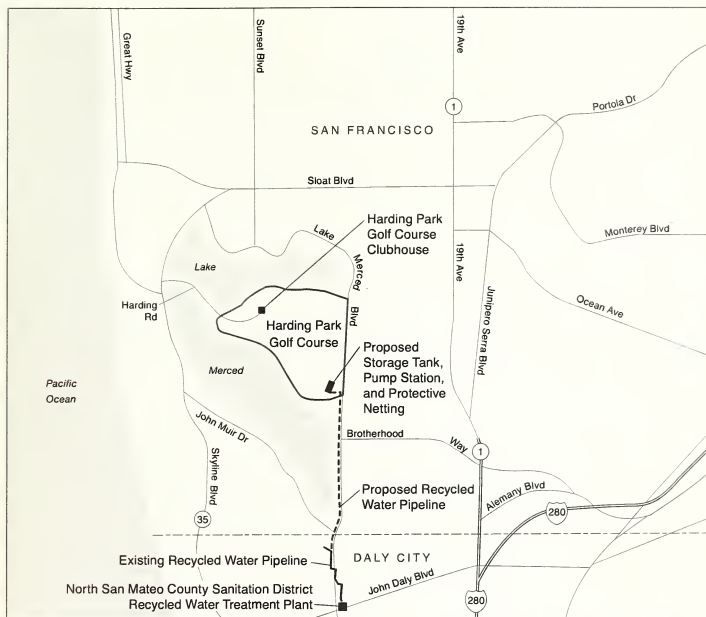 Great Hwy
Sunset Blvd
19th Ave
1
Portola Dr
SAN FRANCISCO
Sloat Blvd
Lake
Merced
Blvd
Harding Park
Golf Course
Clubhouse
19th Ave
Monterey Blvd
Lake
Harding
Rd
Harding Park
Golf Course
Junipero Serra Blvd
Ocean Ave
Proposed
Storage Tank,
Pump Station,
and Protective
Netting
Merced
Pacific
Ocean
John Muir Dr
Brotherhood
Way
1
Skyline Blvd
Proposed Recycled
Water Pipeline
Alemany Blvd
280
35
Existing Recycled Water Pipeline
DALY CITY
John Daly Blvd
North San Mateo County Sanitation District
Recycled Water Treatment Plant
280